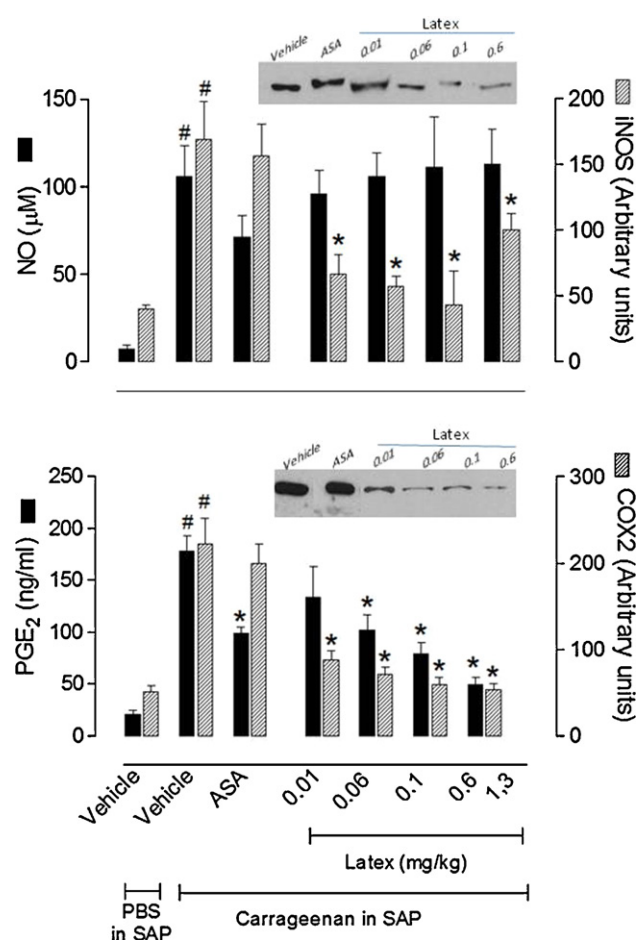 Latex
Vehicle ASA 0.01 0.06 0.1 0.6
150
100
50
0
NO (µM)
# #
* * * *
200
150
100
50
0
iNOS (Arbitrary units)
Latex
Vehicle ASA 0.01 0.06 0.1 0.6
250
200
150
100
50
0
PGE2 (ng/ml)
# #
* * * * * * * *
300
200
100
0
COX2 (Arbitrary units)
Vehicle Vehicle ASA 0.01 0.06 0.1 0.6 1,3
Latex (mg/kg)
PBS
in SAP
Carrageenan in SAP